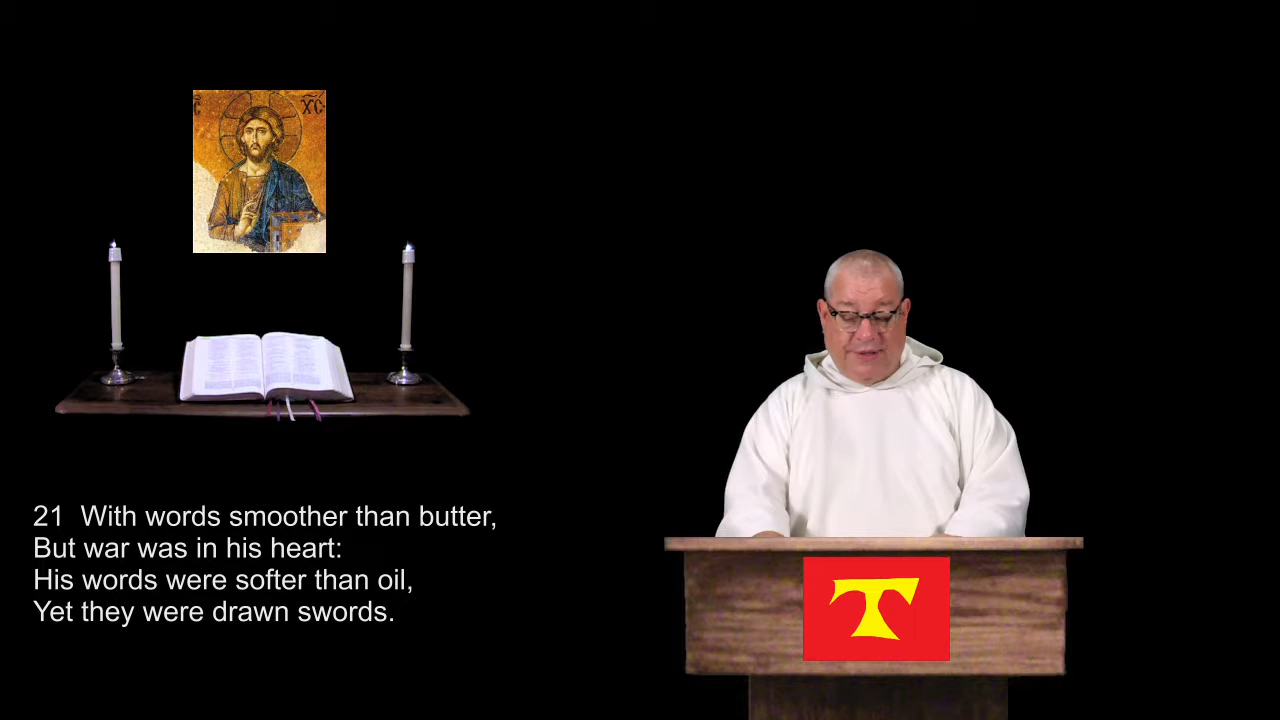 ΧC
21 With words smoother than butter,
But war was in his heart:
His words were softer than oil,
Yet they were drawn swords.